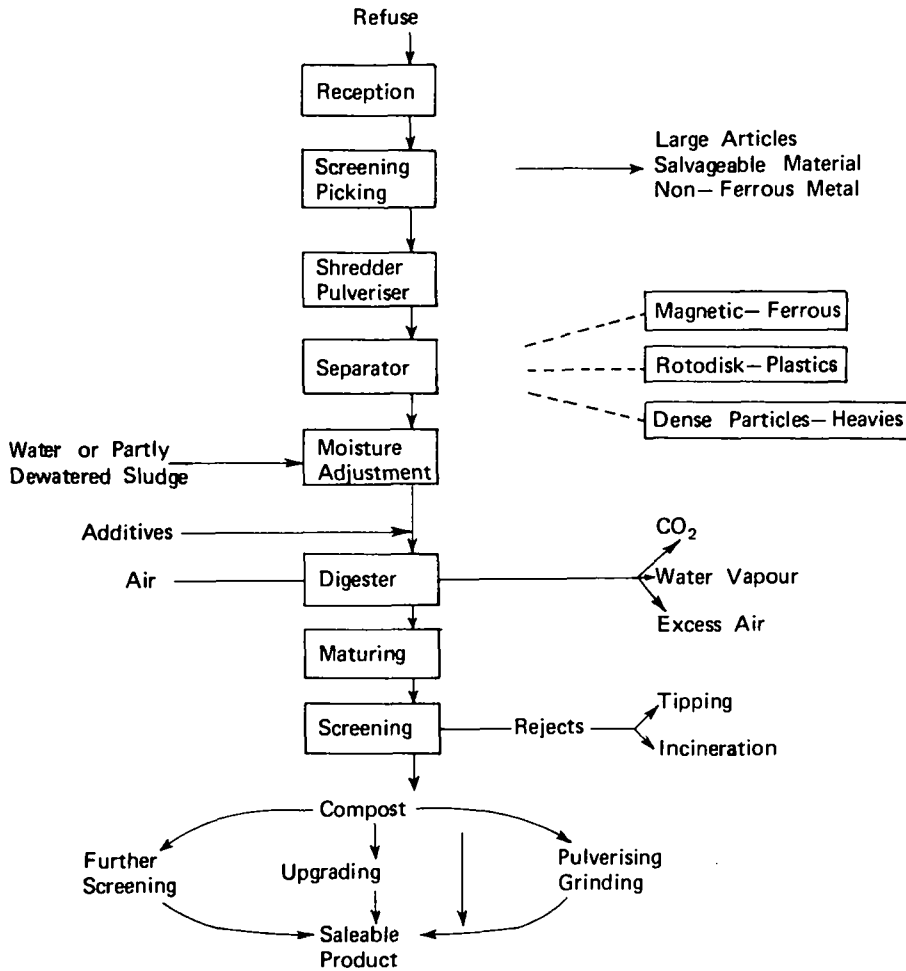 Refuse
Reception
Screening
Picking
Large Articles
Salvageable Material
Non-Ferrous Metal
Shredder
Pulveriser
Separator
Magnetic-Ferrous
Rotodisk-Plastics
Dense Particles-Heavies
Water or Partly
Dewatered Sludge
Moisture
Adjustment
Additives
Air
Digester
CO₂
Water Vapour
Excess Air
Maturing
Screening
Rejects
Tipping
Incineration
Compost
Further
Screening
Upgrading
Pulverising
Grinding
Saleable
Product